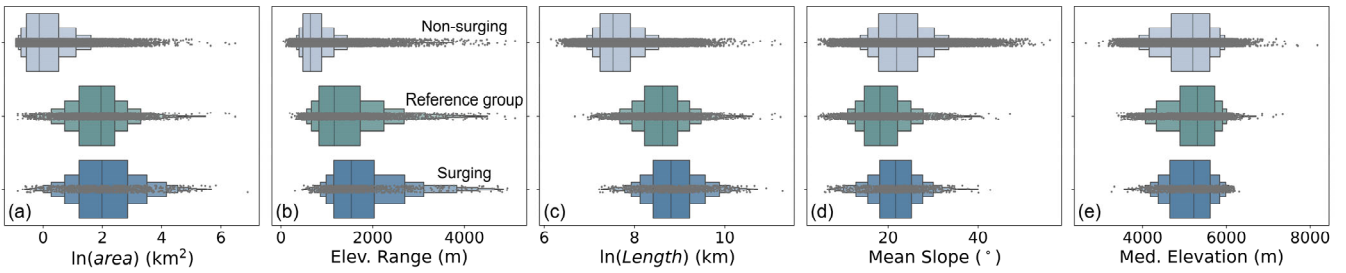 Non-surging
Reference group
Surging
(a)
0 2 4 6
ln(area) (km²)
(b)
0 2000 4000
Elev. Range (m)
(c)
6 8 10
ln(Length) (km)
(d)
20 40
Mean Slope (°)
(e)
4000 6000 8000
Med. Elevation (m)